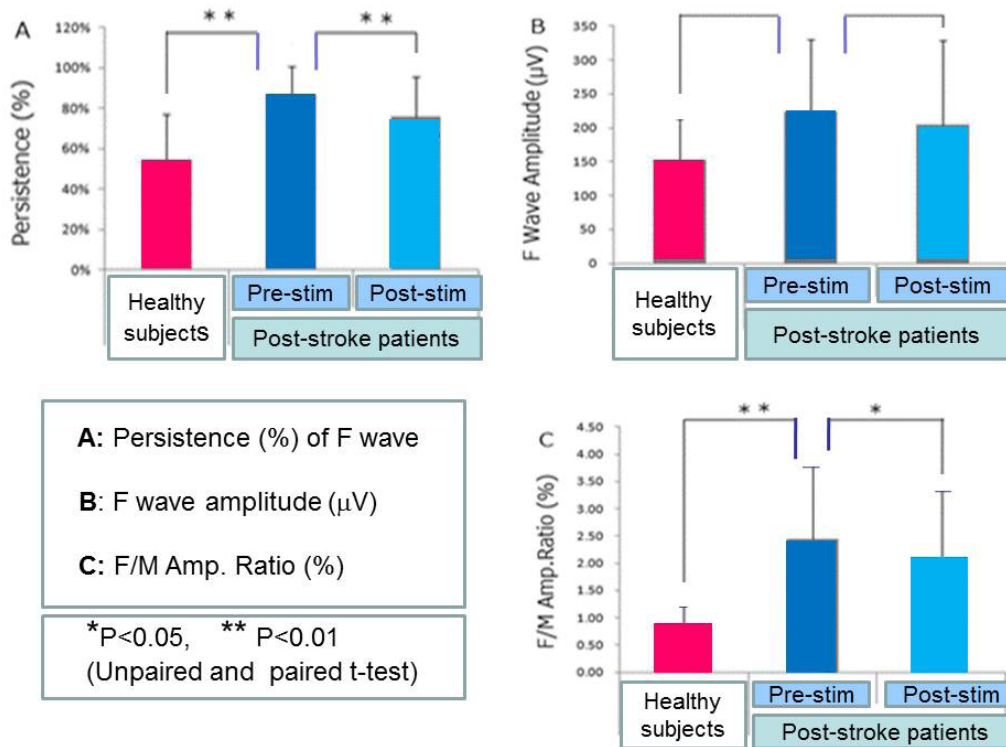 A
* *
* *
Persistence (%)
120%
100%
80%
60%
40%
20%
0%
Healthy
subjects
Pre-stim
Post-stim
Post-stroke patients
B
F Wave Amplitude (µV)
350
300
250
200
150
100
50
0
Healthy
subjects
Pre-stim
Post-stim
Post-stroke patients
A: Persistence (%) of F wave
B: F wave amplitude (μV)
C: F/M Amp. Ratio (%)
*P<0.05, ** P<0.01
(Unpaired and paired t-test)
C
* *
*
F/M Amp.Ratio (%)
4.50
4.00
3.50
3.00
2.50
2.00
1.50
1.00
0.50
0.00
Healthy
subjects
Pre-stim
Post-stim
Post-stroke patients